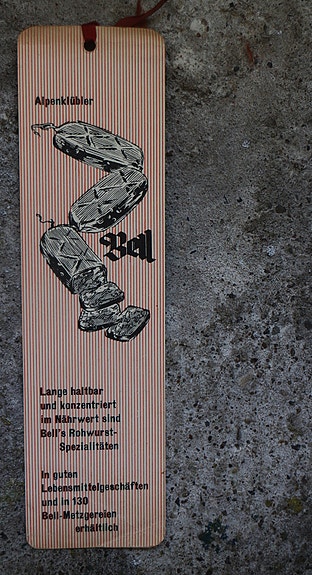 Alpenklübler
Bell
Lange haltbar
und konzentriert
im Nährwert sind
Bell's Rohwurst-
Spezialitäten
In guten
Lebensmittelgeschäften
und in 130
Bell-Metzgereien
erhältlich